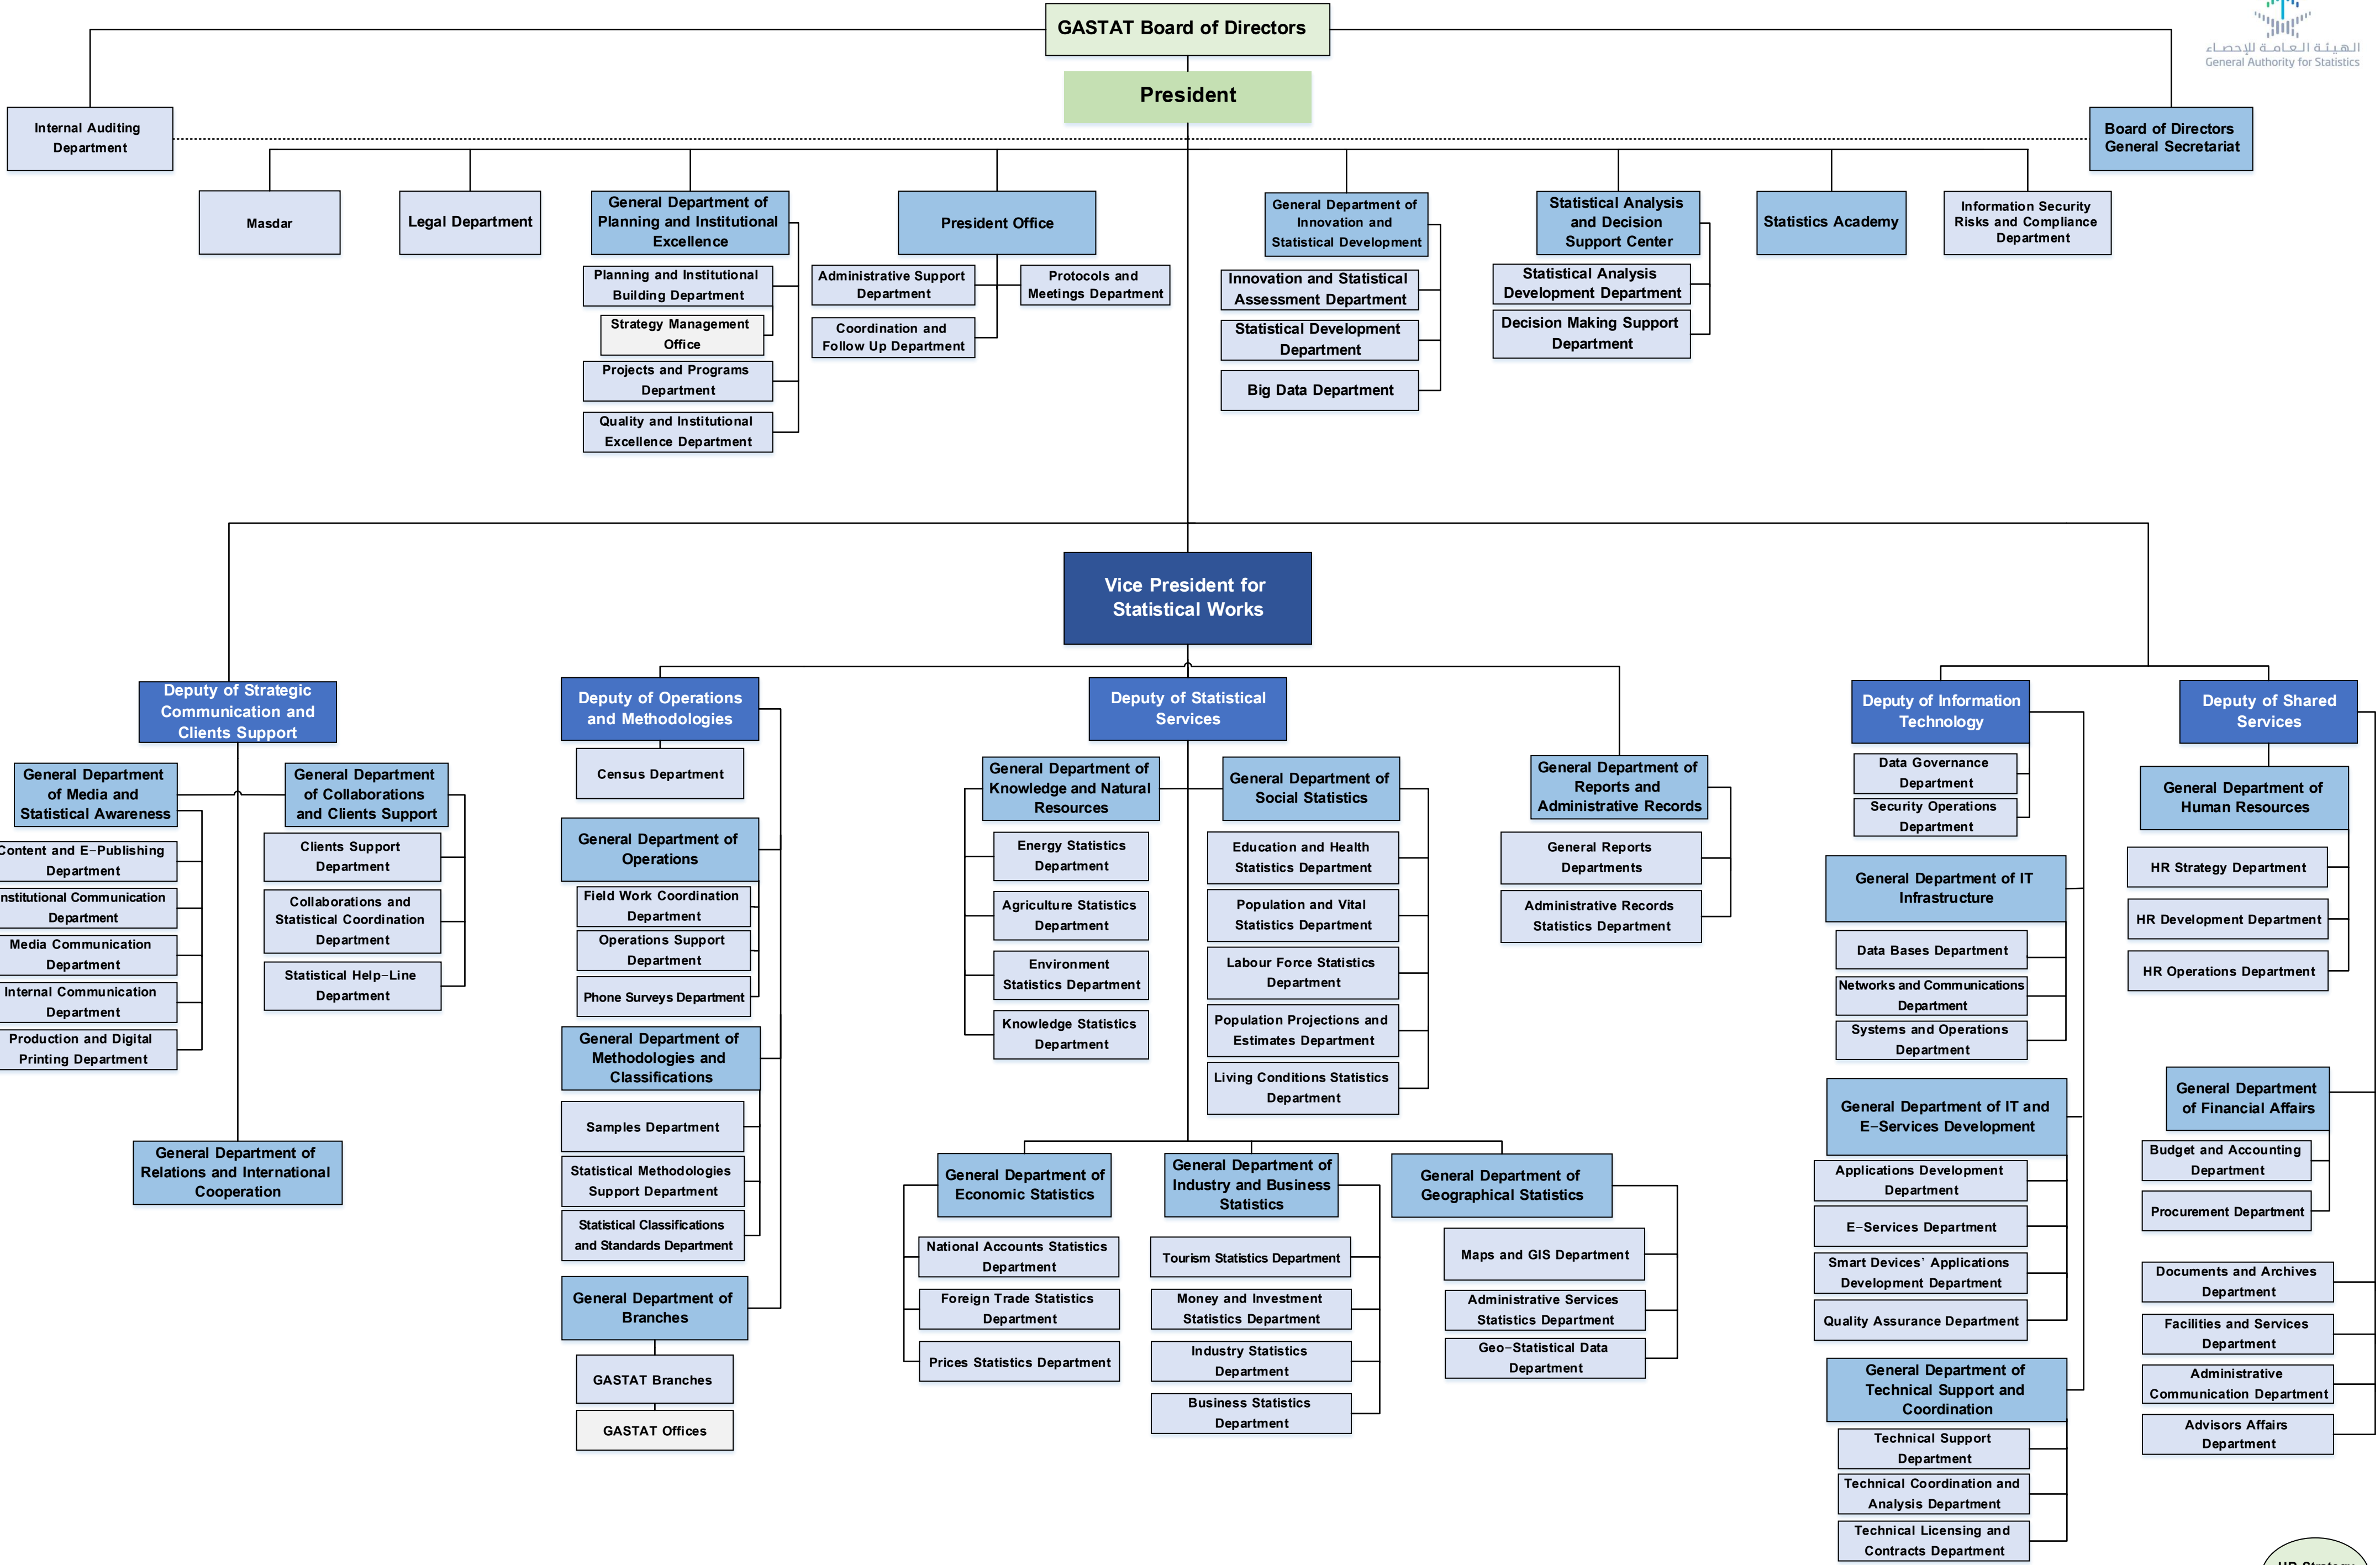 GASTAT Board of Directors
الهيئة العامة للإحصاء
General Authority for Statistics
President
Internal Auditing
Department
Board of Directors
General Secretariat
Masdar
Legal Department
General Department of
Planning and Institutional
Excellence
President Office
General Department of
Innovation and
Statistical Development
Statistical Analysis
and Decision
Support Center
Statistics Academy
Information Security
Risks and Compliance
Department
Planning and Institutional
Building Department
Strategy Management
Office
Projects and Programs
Department
Quality and Institutional
Excellence Department
Administrative Support
Department
Protocols and
Meetings Department
Coordination and
Follow Up Department
Innovation and Statistical
Assessment Department
Statistical Development
Department
Big Data Department
Statistical Analysis
Development Department
Decision Making Support
Department
Vice President for
Statistical Works
Deputy of Strategic
Communication and
Clients Support
General Department
of Media and
Statistical Awareness
Content and E-Publishing
Department
Institutional Communication
Department
Media Communication
Department
Internal Communication
Department
Production and Digital
Printing Department
General Department
of Collaborations
and Clients Support
Clients Support
Department
Collaborations and
Statistical Coordination
Department
Statistical Help-Line
Department
General Department of
Relations and International
Cooperation
Deputy of Operations
and Methodologies
Census Department
General Department of
Operations
Field Work Coordination
Department
Operations Support
Department
Phone Surveys Department
General Department of
Methodologies and
Classifications
Samples Department
Statistical Methodologies
Support Department
Statistical Classifications
and Standards Department
General Department of
Branches
GASTAT Branches
GASTAT Offices
Deputy of Statistical
Services
General Department of
Knowledge and Natural
Resources
Energy Statistics
Department
Agriculture Statistics
Department
Environment
Statistics Department
Knowledge Statistics
Department
General Department of
Social Statistics
Education and Health
Statistics Department
Population and Vital
Statistics Department
Labour Force Statistics
Department
Population Projections and
Estimates Department
Living Conditions Statistics
Department
General Department of
Economic Statistics
National Accounts Statistics
Department
Foreign Trade Statistics
Department
Prices Statistics Department
General Department of
Industry and Business
Statistics
Tourism Statistics Department
Money and Investment
Statistics Department
Industry Statistics
Department
Business Statistics
Department
General Department of
Geographical Statistics
Maps and GIS Department
Administrative Services
Statistics Department
Geo-Statistical Data
Department
General Department of
Reports and
Administrative Records
General Reports
Departments
Administrative Records
Statistics Department
Deputy of Information
Technology
Data Governance
Department
Security Operations
Department
General Department of IT
Infrastructure
Data Bases Department
Networks and Communications
Department
Systems and Operations
Department
General Department of IT and
E-Services Development
Applications Development
Department
E-Services Department
Smart Devices' Applications
Development Department
Quality Assurance Department
General Department of
Technical Support and
Coordination
Technical Support
Department
Technical Coordination and
Analysis Department
Technical Licensing and
Contracts Department
Deputy of Shared
Services
General Department of
Human Resources
HR Strategy Department
HR Development Department
HR Operations Department
General Department
of Financial Affairs
Budget and Accounting
Department
Procurement Department
Documents and Archives
Department
Facilities and Services
Department
Administrative
Communication Department
Advisors Affairs
Department
HR Strategy